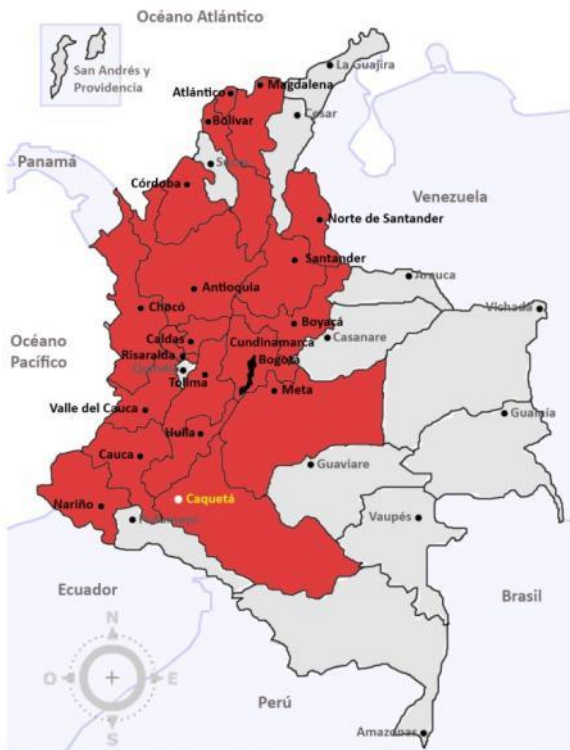 Océano Atlántico
San Andrés y
Providencia
La Guajira
Magdalena
Atlántico
Cesar
Bolívar
Panamá
Sucre
Córdoba
Venezuela
Norte de Santander
Santander
Arauca
Antioquia
Vichada
Chocó
Boyacá
Océano
Pacífico
Caldas
Cundinamarca
Casanare
Risaralda
Bogotá
Quindío
Tolima
Meta
Valle del Cauca
Guainía
Huila
Cauca
Guaviare
Caquetá
Nariño
Putumayo
Vaupés
Ecuador
Brasil
N
O
E
S
Perú
Amazonas